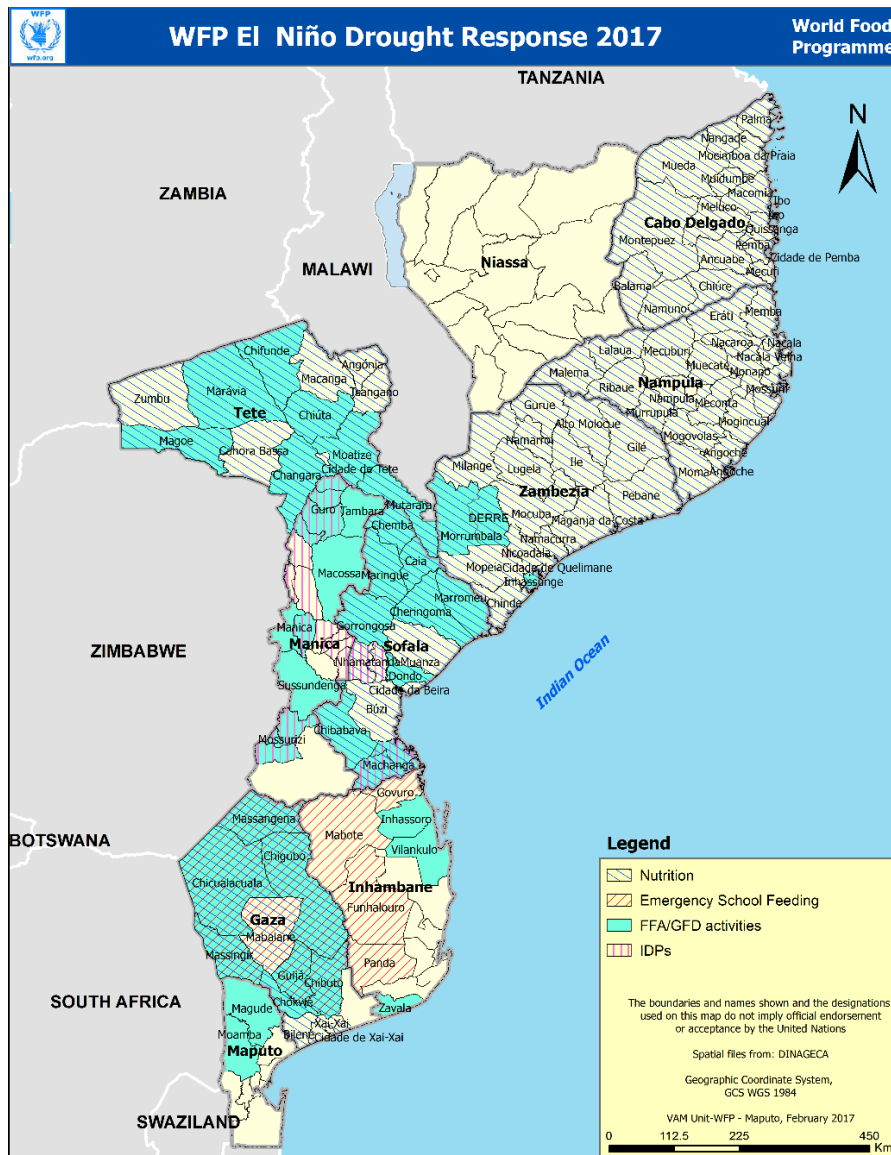 WFP
wfp.org
WFP El Niño Drought Response 2017
World Food
Programme
TANZANIA
N
ZAMBIA
MALAWI
Palma
Nangade
Mocimboa da Praia
Mueda
Muidumbe
Macomia
Meluco
Ibo
Quissanga
Cabo Delgado
Montepuez
Pemba
Ancuabe
Cidade de Pemba
Mecufi
Balama
Chiúre
Namuno
Niassa
Memba
Eráti
Nacaroa
Nacala
Lalaua
Mecuburi
Nacala Velha
Muecate
Monapo
Malema
Ribaue
Nampula
Mossuril
Nampula
Meconta
Murrupula
Mogincual
Mogovolas
Angoche
Moma
Angoche
Chifunde
Angónia
Macanga
Tsangano
Zumbu
Marávia
Tete
Chiúta
Magoe
Cahora Bassa
Moatize
Cidade de Tete
Changara
Gurue
Alto Molocue
Namarroi
Gilé
Milange
Lugela
Ile
Zambezia
Pebane
Mocuba
DERRE
Maganja da Costa
Morrumbala
Namacurra
Nicoadala
Mopeia
Cidade de Quelimane
Inhassunge
Chinde
Guro
Tambara
Mutarara
Chemba
Macossa
Caia
Maringue
Marromeu
Cheringoma
Gorrongosa
Manica
Manica
Sofala
Nhamatanda
Muanza
Dondo
Sussundenga
Cidade da Beira
Búzi
Chibabava
Mossurizi
Machanga
ZIMBABWE
Indian Ocean
Govuro
Massangena
Inhassoro
Mabote
BOTSWANA
Vilankulo
Chigubo
Chicualacuala
Inhambane
Funhalouro
Gaza
Mabalane
Massingir
Panda
Guijá
Chibuto
Chókwè
SOUTH AFRICA
Magude
Zavala
Xai-Xai
Moamba
Bilene
Cidade de Xai-Xai
Maputo
SWAZILAND
Legend
Nutrition
Emergency School Feeding
FFA/GFD activities
IDPs
The boundaries and names shown and the designations
used on this map do not imply official endorsement
or acceptance by the United Nations
Spatial files from: DINAGECA
Geographic Coordinate System,
GCS WGS 1984
VAM Unit-WFP - Maputo, February 2017
0 112.5 225 450
Km